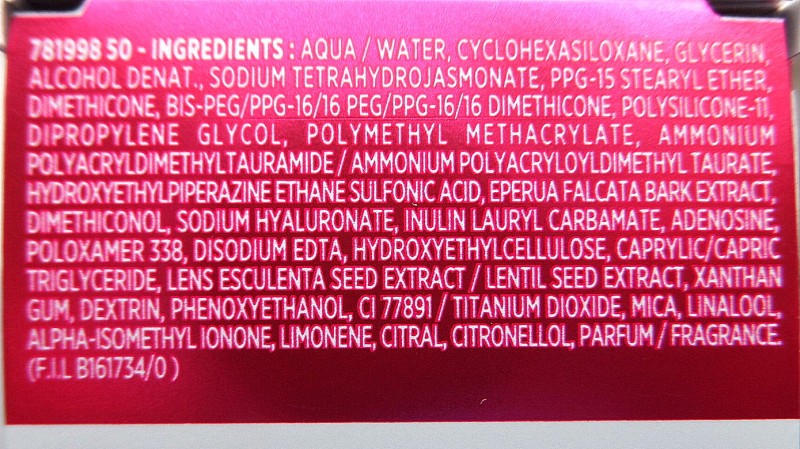 781998 50 - INGREDIENTS : AQUA / WATER, CYCLOHEXASILOXANE, GLYCERIN,
ALCOHOL DENAT., SODIUM TETRAHYDROJASMONATE, PPG-15 STEARYL ETHER,
DIMETHICONE, BIS-PEG/PPG-16/16 PEG/PPG-16/16 DIMETHICONE, POLYSILICONE-11,
DIPROPYLENE GLYCOL, POLYMETHYL METHACRYLATE, AMMONIUM
POLYACRYLDIMETHYLTAURAMIDE / AMMONIUM POLYACRYLOYLDIMETHYL TAURATE,
HYDROXYETHYLPIPERAZINE ETHANE SULFONIC ACID, EPERUA FALCATA BARK EXTRACT,
DIMETHICONOL, SODIUM HYALURONATE, INULIN LAURYL CARBAMATE, ADENOSINE,
POLOXAMER 338, DISODIUM EDTA, HYDROXYETHYLCELLULOSE, CAPRYLIC/CAPRIC
TRIGLYCERIDE, LENS ESCULENTA SEED EXTRACT / LENTIL SEED EXTRACT, XANTHAN
GUM, DEXTRIN, PHENOXYETHANOL, CI 77891 / TITANIUM DIOXIDE, MICA, LINALOOL,
ALPHA-ISOMETHYL IONONE, LIMONENE, CITRAL, CITRONELLOL, PARFUM / FRAGRANCE.
(F.I.L B161734/0 )